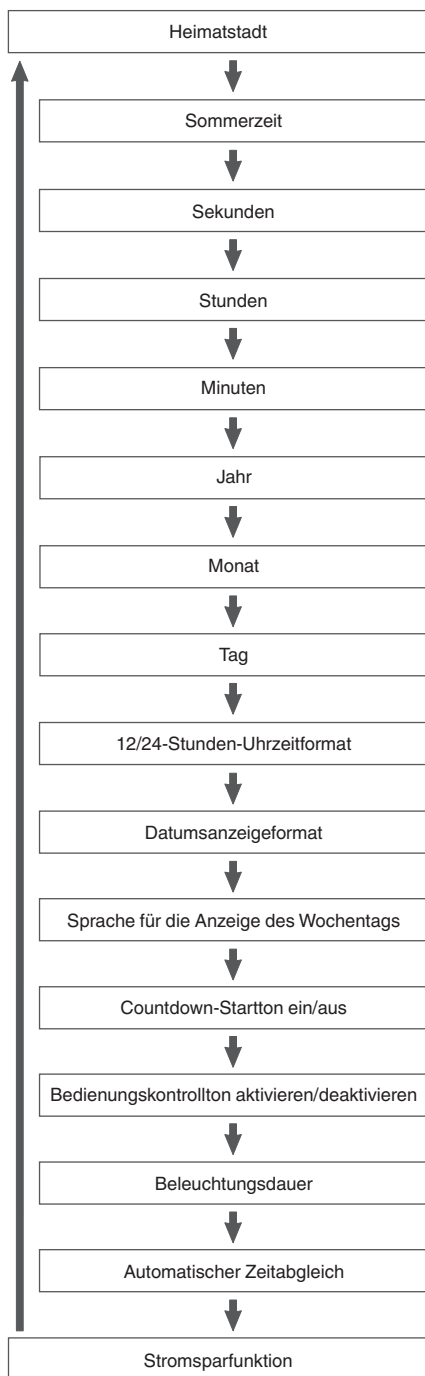 Heimatstadt
Sommerzeit
Sekunden
Stunden
Minuten
Jahr
Monat
Tag
12/24-Stunden-Uhrzeitformat
Datumsanzeigeformat
Sprache für die Anzeige des Wochentags
Countdown-Startton ein/aus
Bedienungskontrollton aktivieren/deaktivieren
Beleuchtungsdauer
Automatischer Zeitabgleich
Stromsparfunktion